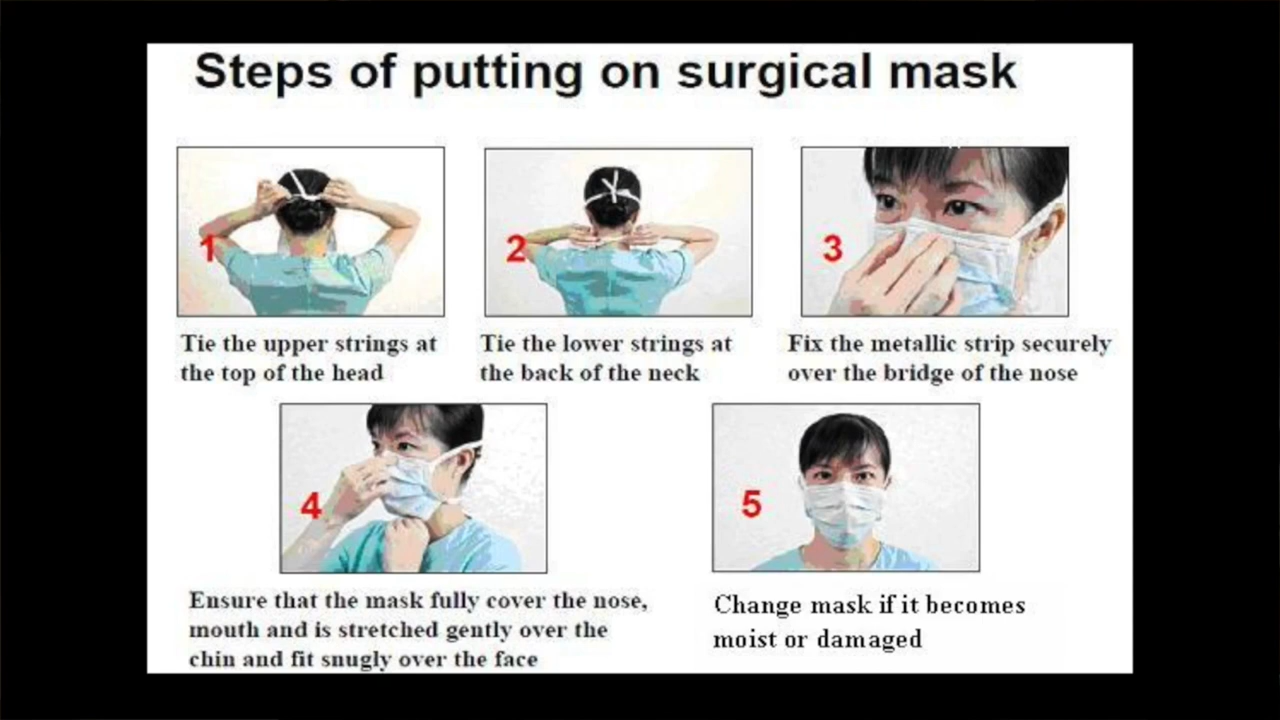 Steps of putting on surgical mask
1
2
3
Tie the upper strings at
the top of the head
Tie the lower strings at
the back of the neck
Fix the metallic strip securely
over the bridge of the nose
4
5
Ensure that the mask fully cover the nose,
mouth and is stretched gently over the
chin and fit snugly over the face
Change mask if it becomes
moist or damaged